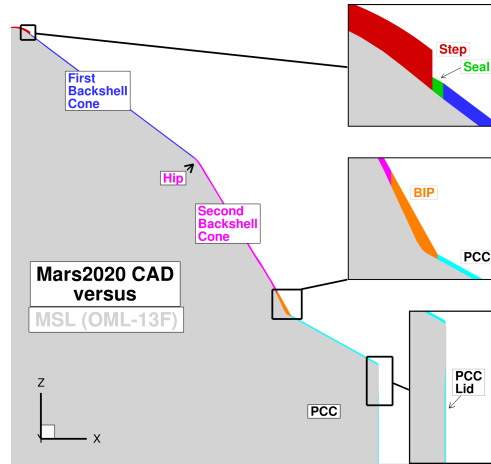 Step
Seal
First
Backshell
Cone
Hip
BIP
PCC
Second
Backshell
Cone
Mars2020 CAD
versus
MSL (OML-13F)
PCC
Lid
PCC
Z
Y
X